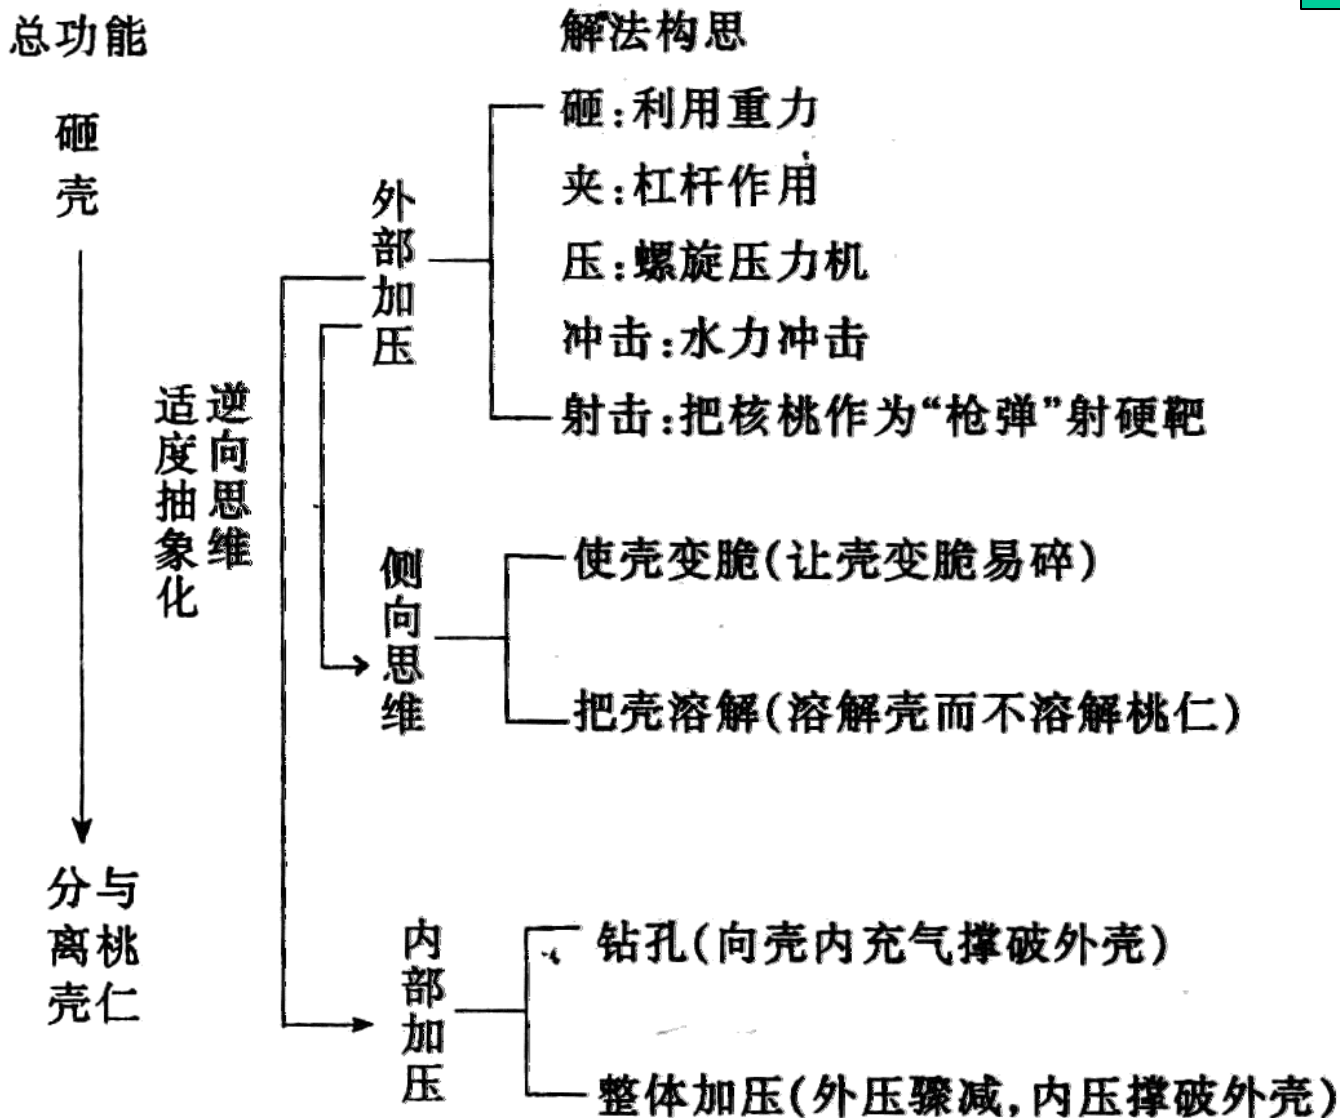 总功能
解法构思
砸壳
适度抽象化
逆向思维
分离壳
与桃仁
外部加压
砸:利用重力
夹:杠杆作用
压:螺旋压力机
冲击:水力冲击
射击:把核桃作为“枪弹”射硬靶
侧向思维
使壳变脆(让壳变脆易碎)
把壳溶解(溶解壳而不溶解桃仁)
内部加压
钻孔(向壳内充气撑破外壳)
整体加压(外压骤减,内压撑破外壳)